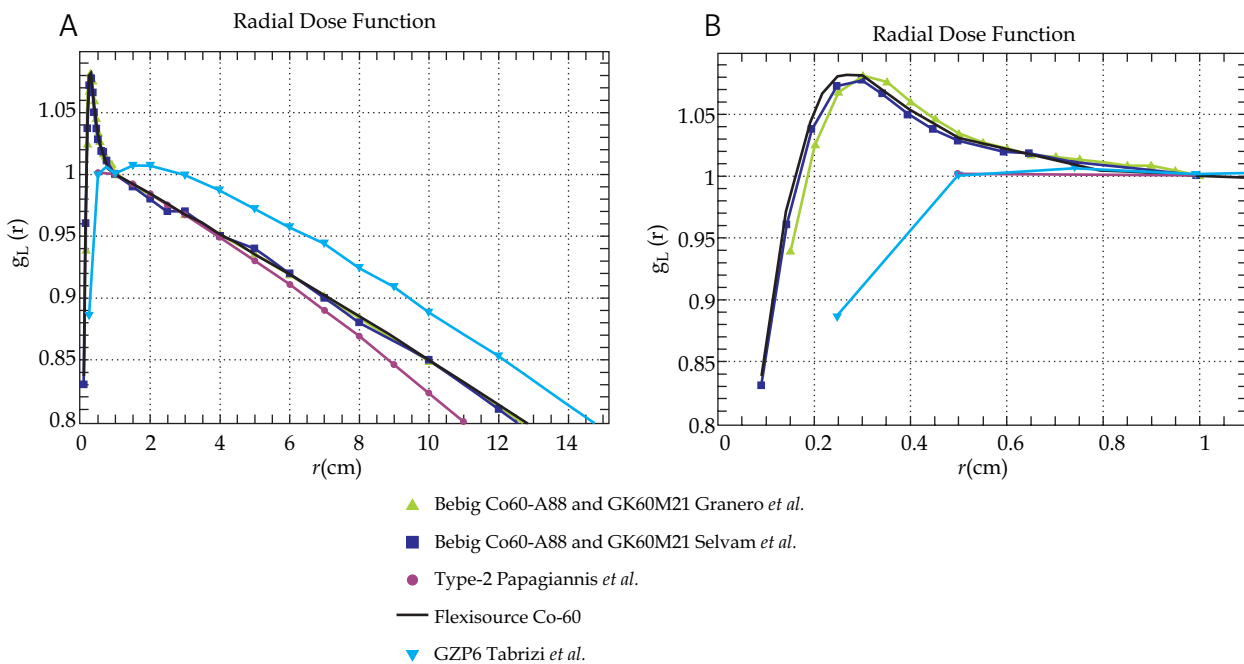 A
Radial Dose Function
1.05
1
0.95
0.9
0.85
0.8
g_L (r)
0 2 4 6 8 10 12 14
r(cm)
B
Radial Dose Function
1.05
1
0.95
0.9
0.85
0.8
g_L (r)
0 0.2 0.4 0.6 0.8 1
r(cm)
Bebig Co60-A88 and GK60M21 Granero et al.
Bebig Co60-A88 and GK60M21 Selvam et al.
Type-2 Papagiannis et al.
Flexisource Co-60
GZP6 Tabrizi et al.